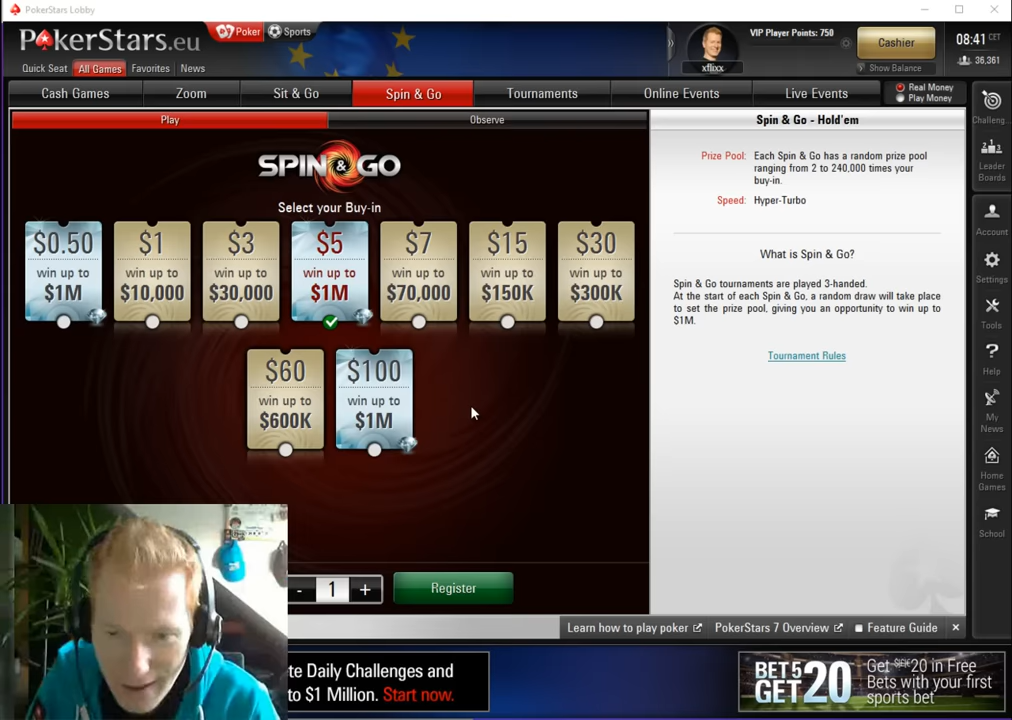 PokerStars Lobby
PokerStars.eu
Poker
Sports
VIP Player Points: 750
xflixx
Cashier
Show Balance
08:41 CET
36,361
Quick Seat
All Games
Favorites
News
Cash Games
Zoom
Sit & Go
Spin & Go
Tournaments
Online Events
Live Events
Real Money
Play Money
Play
Observe
SPIN & GO
Select your Buy-in
$0.50
win up to
$1M
$1
win up to
$10,000
$3
win up to
$30,000
$5
win up to
$1M
$7
win up to
$70,000
$15
win up to
$150K
$30
win up to
$300K
$60
win up to
$600K
$100
win up to
$1M
- 1 +
Register
Spin & Go - Hold'em
Prize Pool: Each Spin & Go has a random prize pool
ranging from 2 to 240,000 times your
buy-in.
Speed: Hyper-Turbo
What is Spin & Go?
Spin & Go tournaments are played 3-handed.
At the start of each Spin & Go, a random draw will take place
to set the prize pool, giving you an opportunity to win up to
$1M.
Tournament Rules
Challeng...
Leader
Boards
Account
Settings
Tools
?
Help
My
News
Home
Games
School
Learn how to play poker
PokerStars 7 Overview
Feature Guide
te Daily Challenges and
to $1 Million. Start now.
BET 5
GET 20
Get 20 in Free
Bets with your first
sports bet